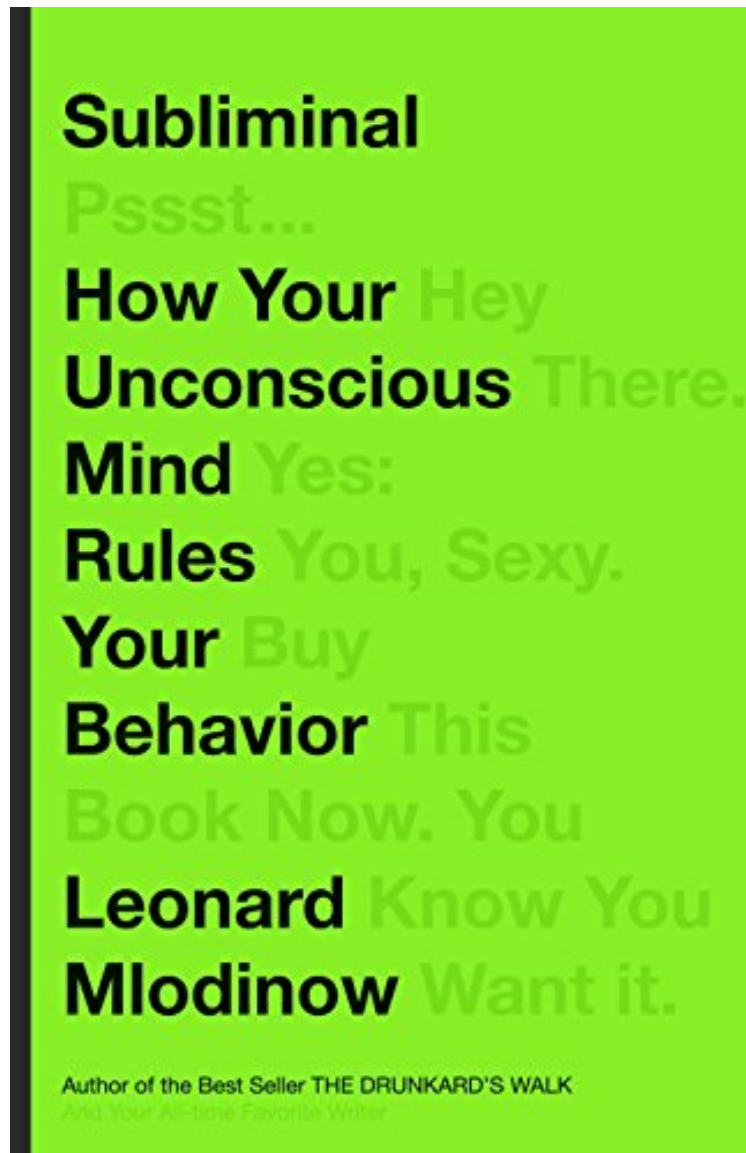 Subliminal
Pssst...
How Your Hey
Unconscious There.
Mind Yes:
Rules You, Sexy.
Your Buy
Behavior This
Book Now. You
Leonard Know You
Mlodinow Want it.
Author of the Best Seller THE DRUNKARD'S WALK
And Your All-time Favorite Writer